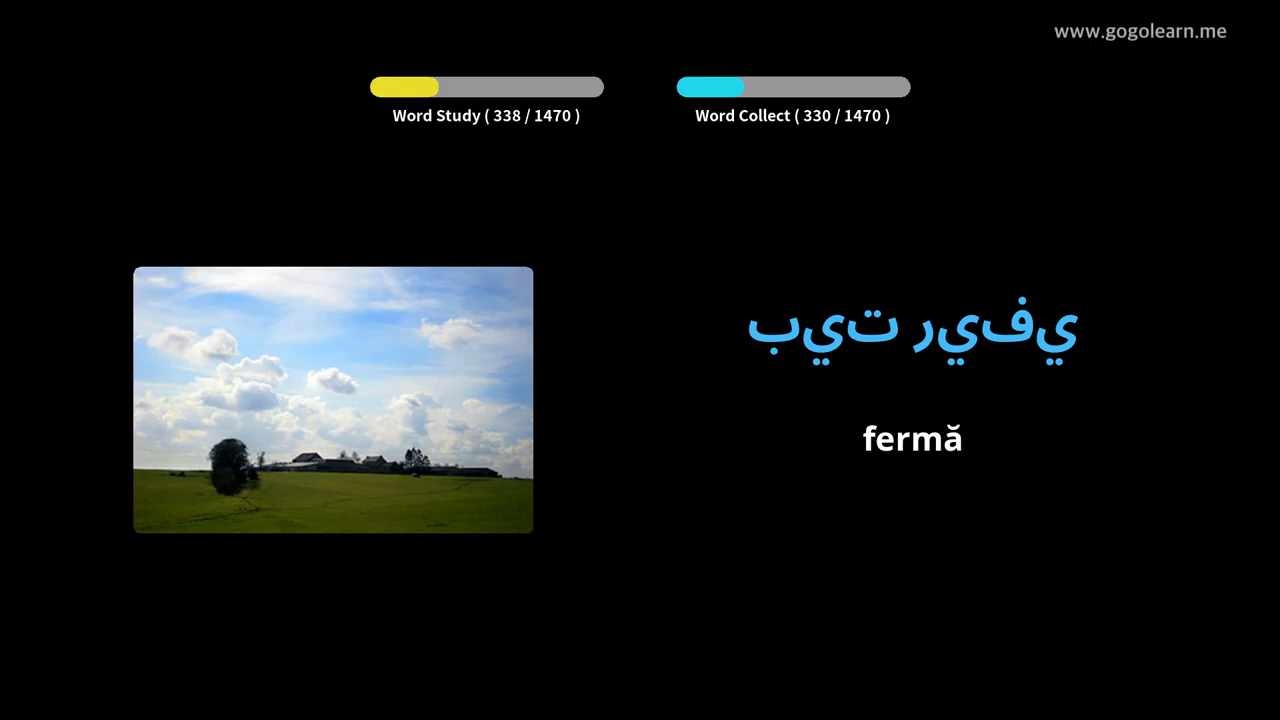 www.gogolearn.me
Word Study ( 338 / 1470 )
Word Collect ( 330 / 1470 )
بيت ريفي
fermă